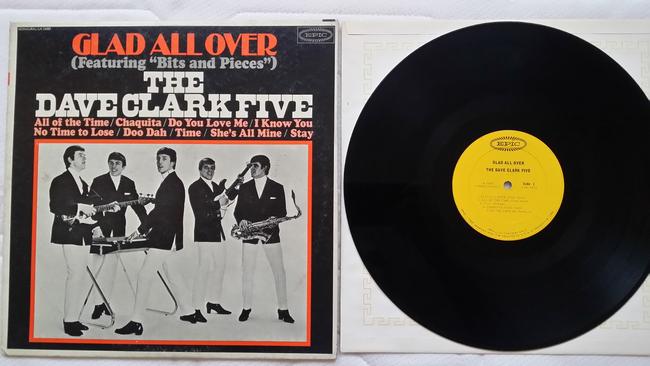 GLAD ALL OVER
EPIC
(Featuring "Bits and Pieces")
THE
DAVE CLARK FIVE
All of the Time / Chaquita / Do You Love Me / I Know You
No Time to Lose / Doo Dah / Time / She's All Mine / Stay
EPIC
GLAD ALL OVER
THE DAVE CLARK FIVE
Side 1